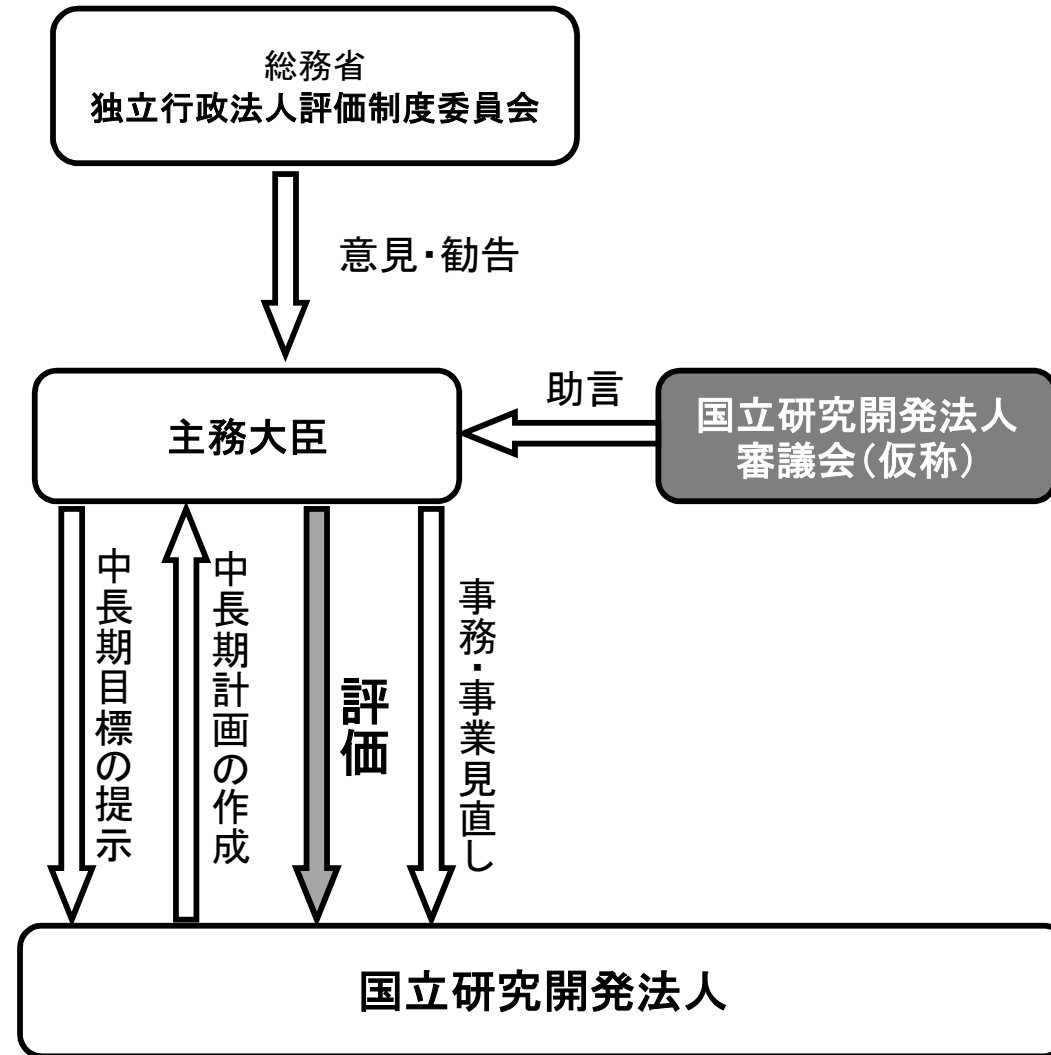 総務省
独立行政法人評価制度委員会
意見・勧告
主務大臣
助言
国立研究開発法人
審議会(仮称)
中長期目標の提示
中長期計画の作成
評価
事務・事業見直し
国立研究開発法人